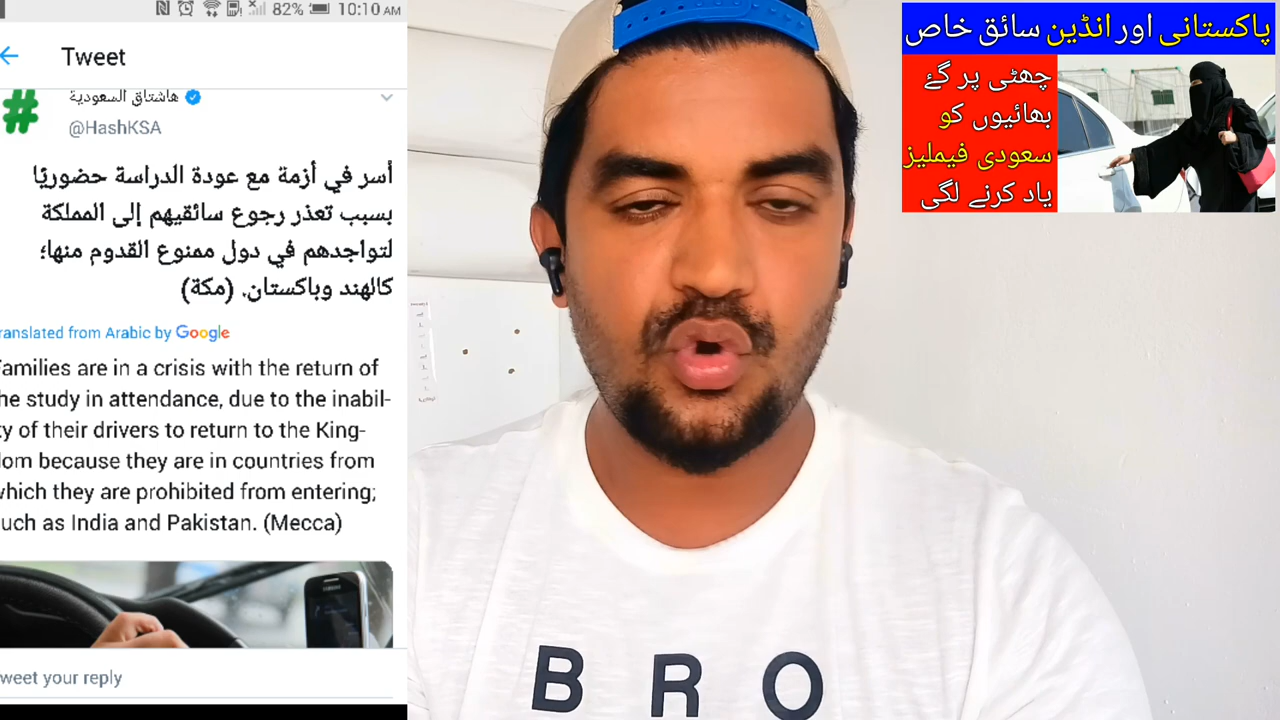 82% 10:10 AM
Tweet
هاشتاق السعودية
@HashKSA
أسر في أزمة مع عودة الدراسة حضوريًا
بسبب تعذر رجوع سائقيهم إلى المملكة
لتواجدهم في دول ممنوع القدوم منها؛
كالهند وباكستان. (مكة)
ranslated from Arabic by Google
amilies are in a crisis with the return of
he study in attendance, due to the inabil-
ty of their drivers to return to the King-
dom because they are in countries from
which they are prohibited from entering;
uch as India and Pakistan. (Mecca)
SAMSUNG
weet your reply
پاکستانی اور انڈین سائق خاص
چھٹی پر گۓ
بھائیوں کو
سعودی فیملیز
یاد کرنے لگی
BRO